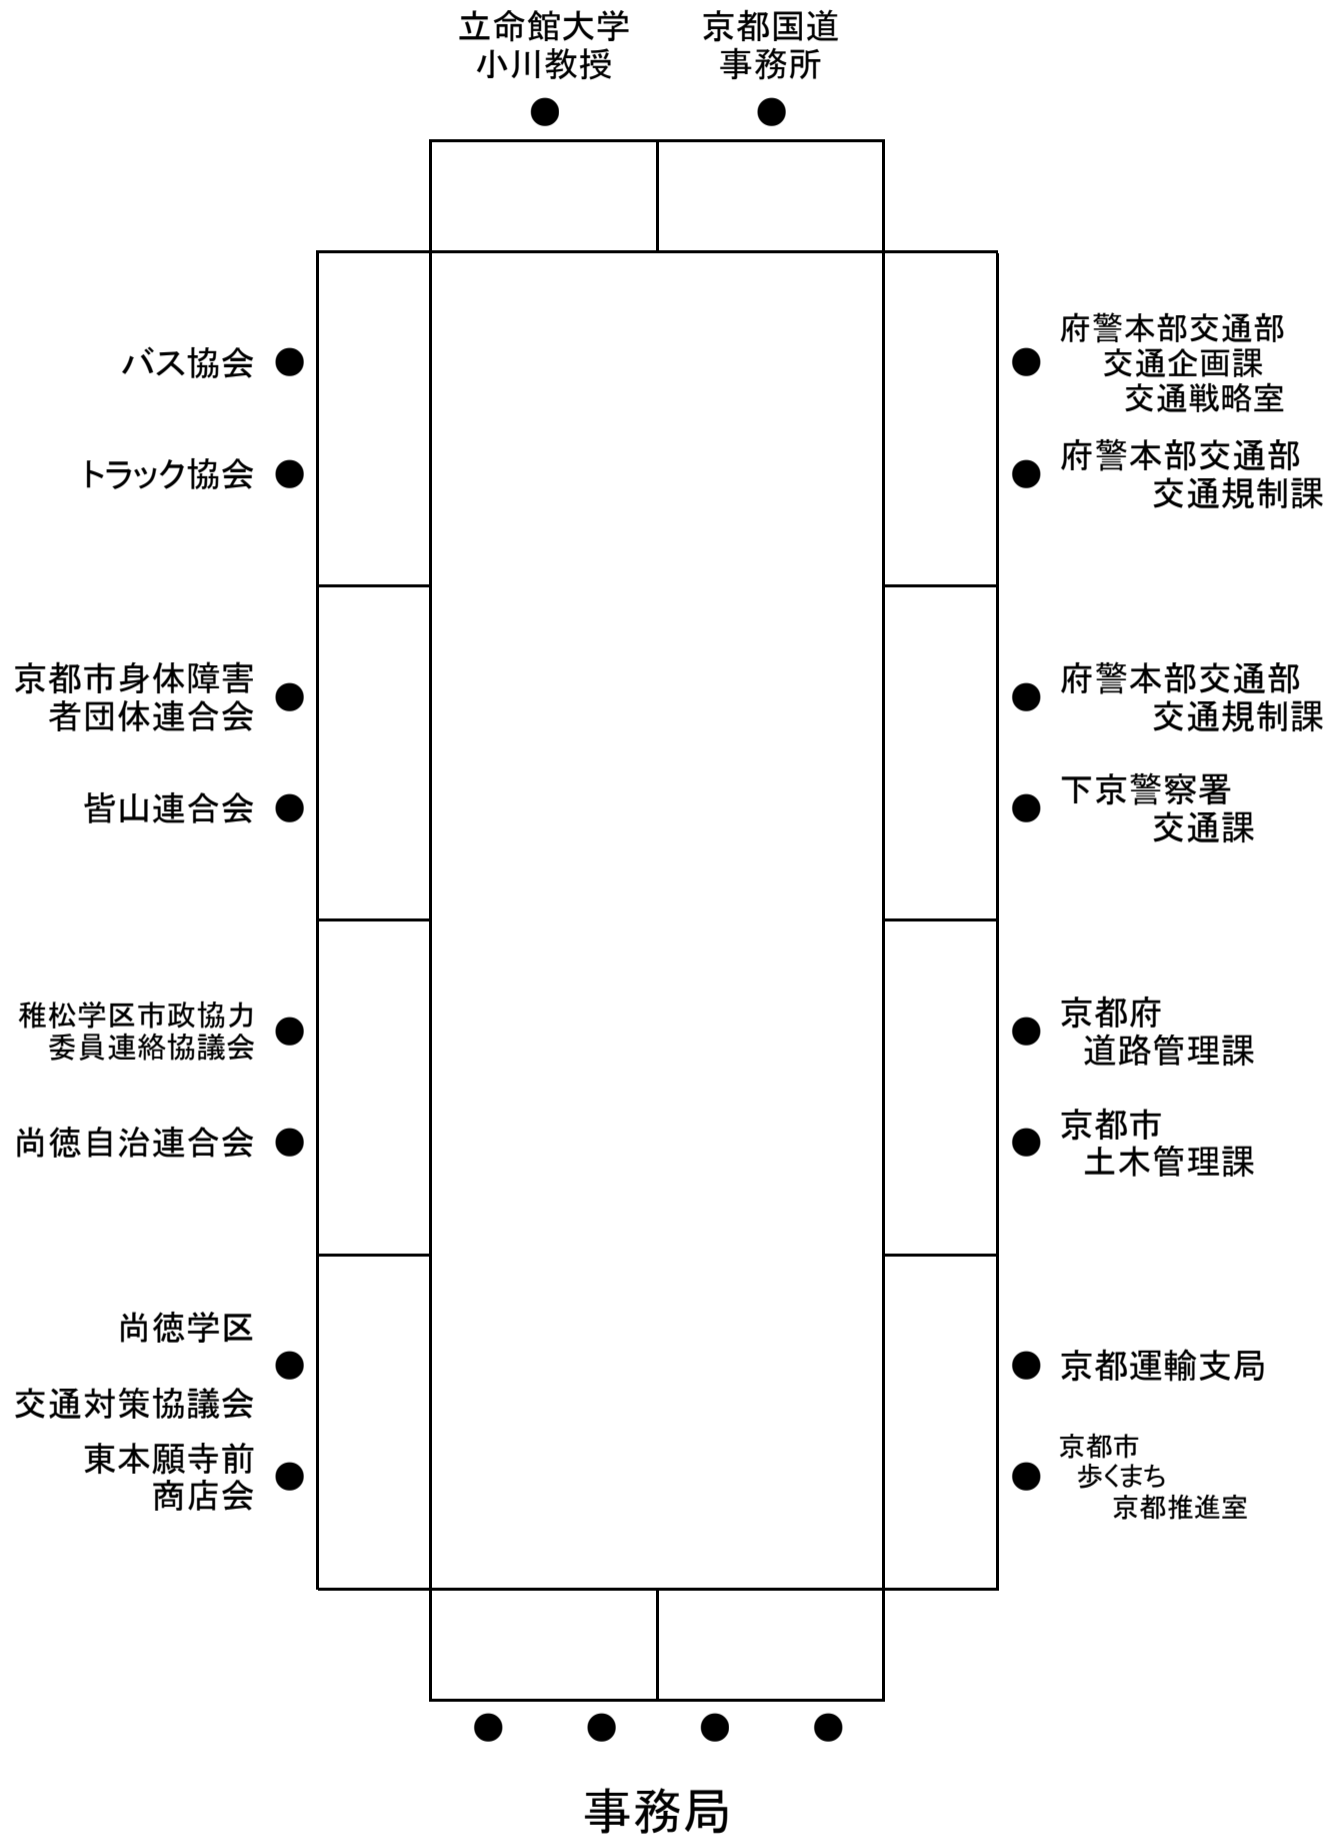 立命館大学
小川教授
京都国道
事務所
バス協会
トラック協会
京都市身体障害
者団体連合会
皆山連合会
稚松学区市政協力
委員連絡協議会
尚徳自治連合会
尚徳学区
交通対策協議会
東本願寺前
商店会
府警本部交通部
交通企画課
交通戦略室
府警本部交通部
交通規制課
府警本部交通部
交通規制課
下京警察署
交通課
京都府
道路管理課
京都市
土木管理課
京都運輸支局
京都市
歩くまち
京都推進室
事務局